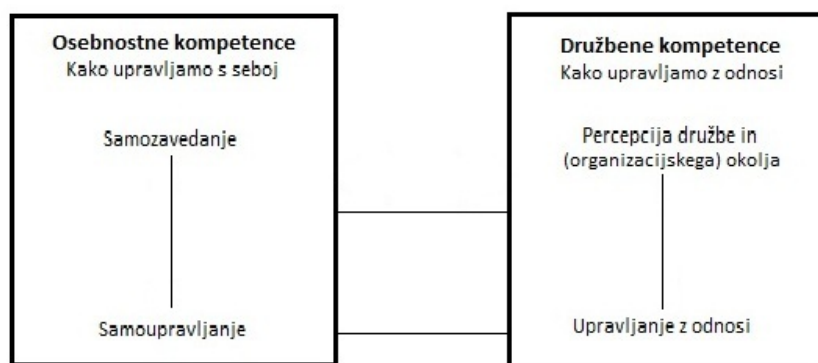 Osebnostne kompetence
Kako upravljamo s seboj
Samozavedanje
Samoupravljanje
Družbene kompetence
Kako upravljamo z odnosi
Percepcija družbe in
(organizacijskega) okolja
Upravljanje z odnosi